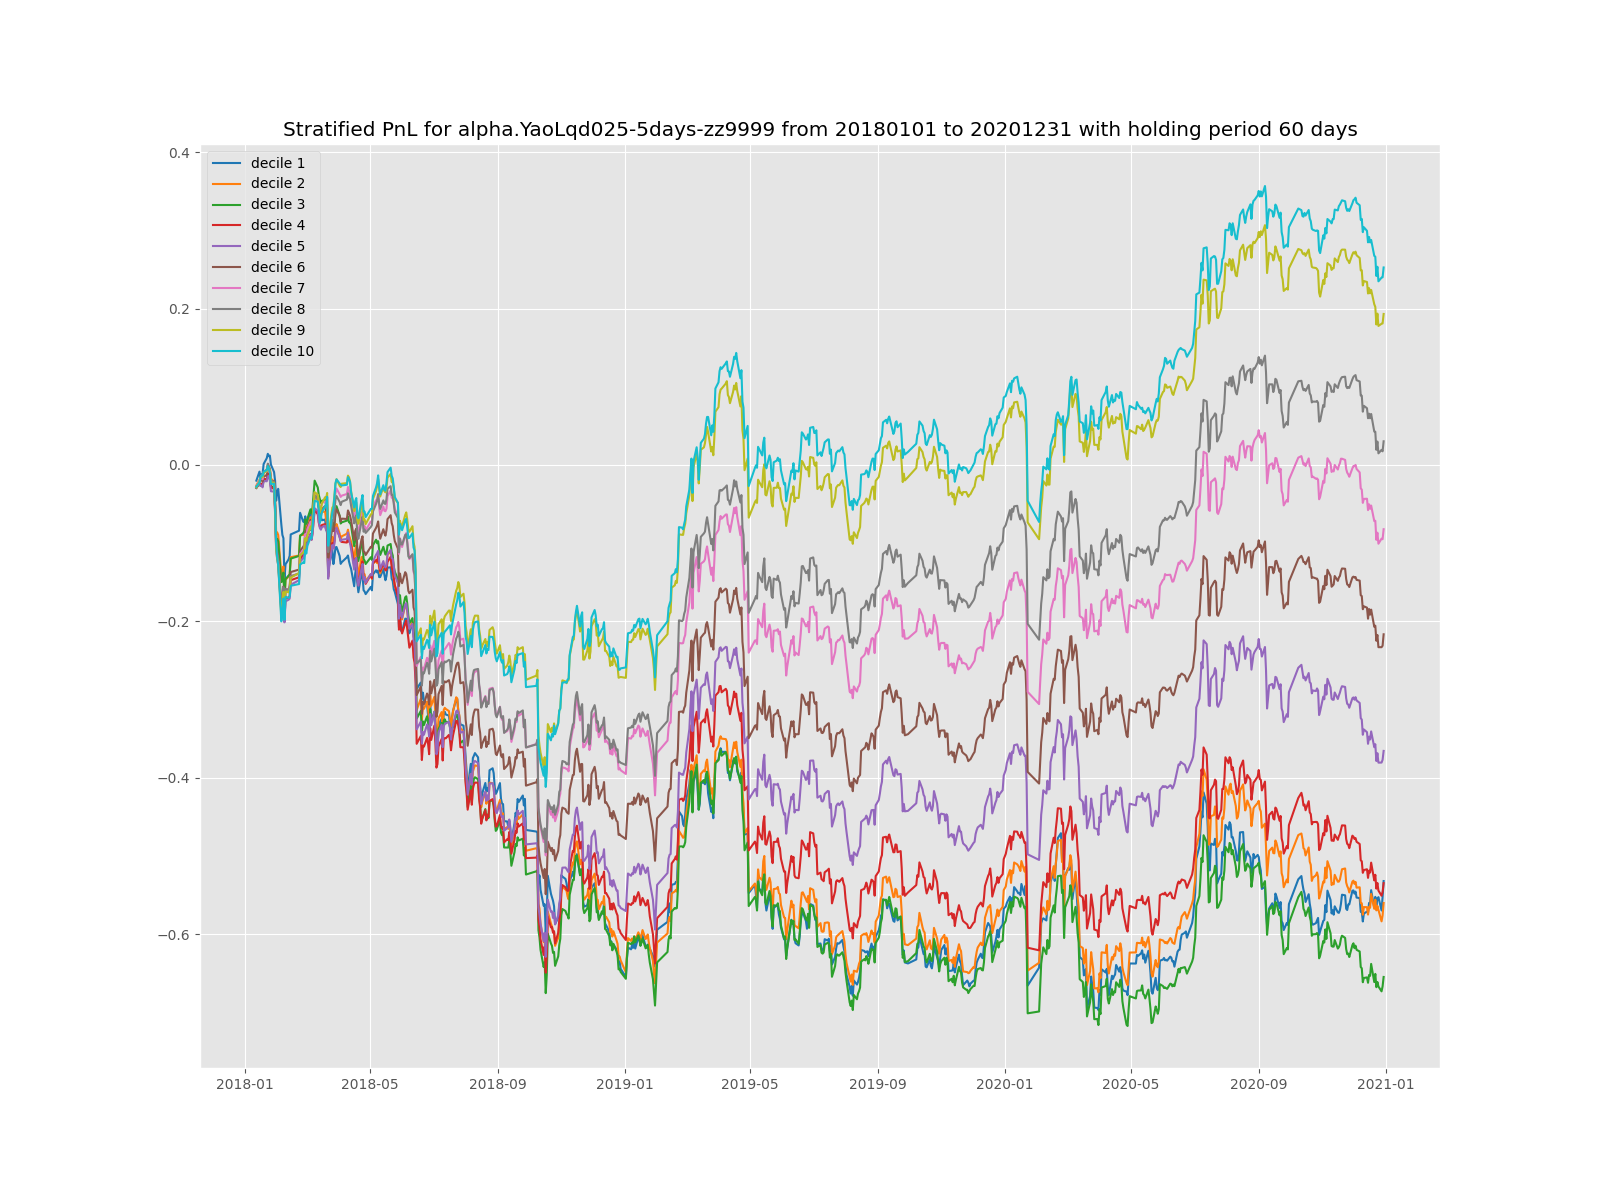 Stratified PnL for alpha.YaoLqd025-5days-zz9999 from 20180101 to 20201231 with holding period 60 days
0.4
0.2
0.0
−0.2
−0.4
−0.6
decile 1
decile 2
decile 3
decile 4
decile 5
decile 6
decile 7
decile 8
decile 9
decile 10
2018-01 2018-05 2018-09 2019-01 2019-05 2019-09 2020-01 2020-05 2020-09 2021-01